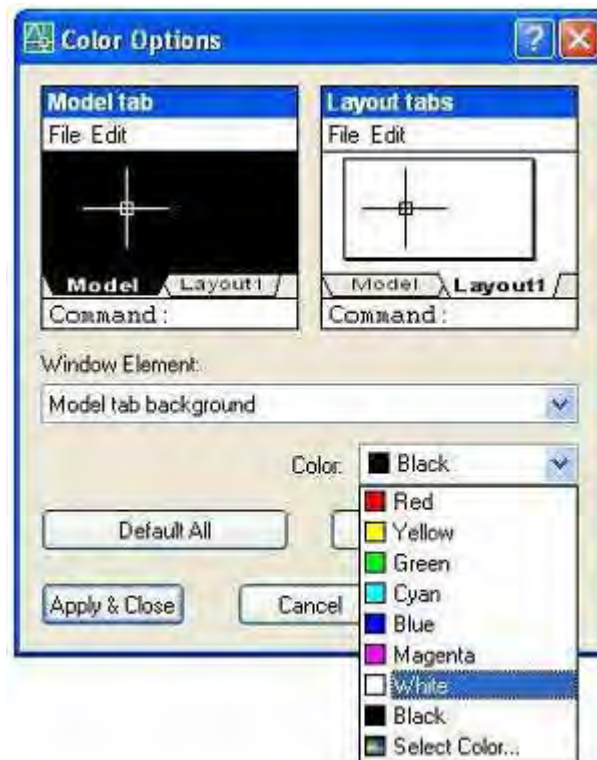 Color Options
Model tab
File Edit
Model Layout1
Command:
Layout tabs
File Edit
Model Layout1
Command:
Window Element:
Model tab background
Color: Black
Red
Yellow
Green
Cyan
Blue
Magenta
White
Black
Select Color...
Default All
Apply & Close
Cancel